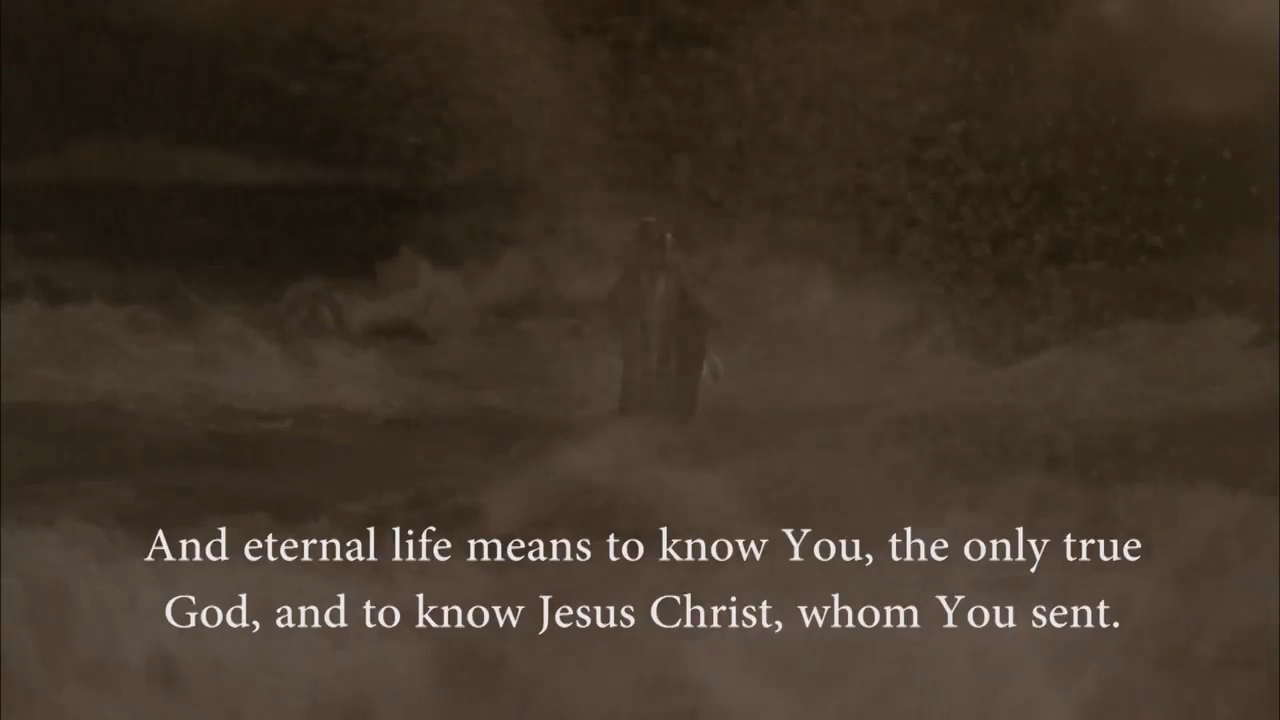 And eternal life means to know You, the only true
God, and to know Jesus Christ, whom You sent.